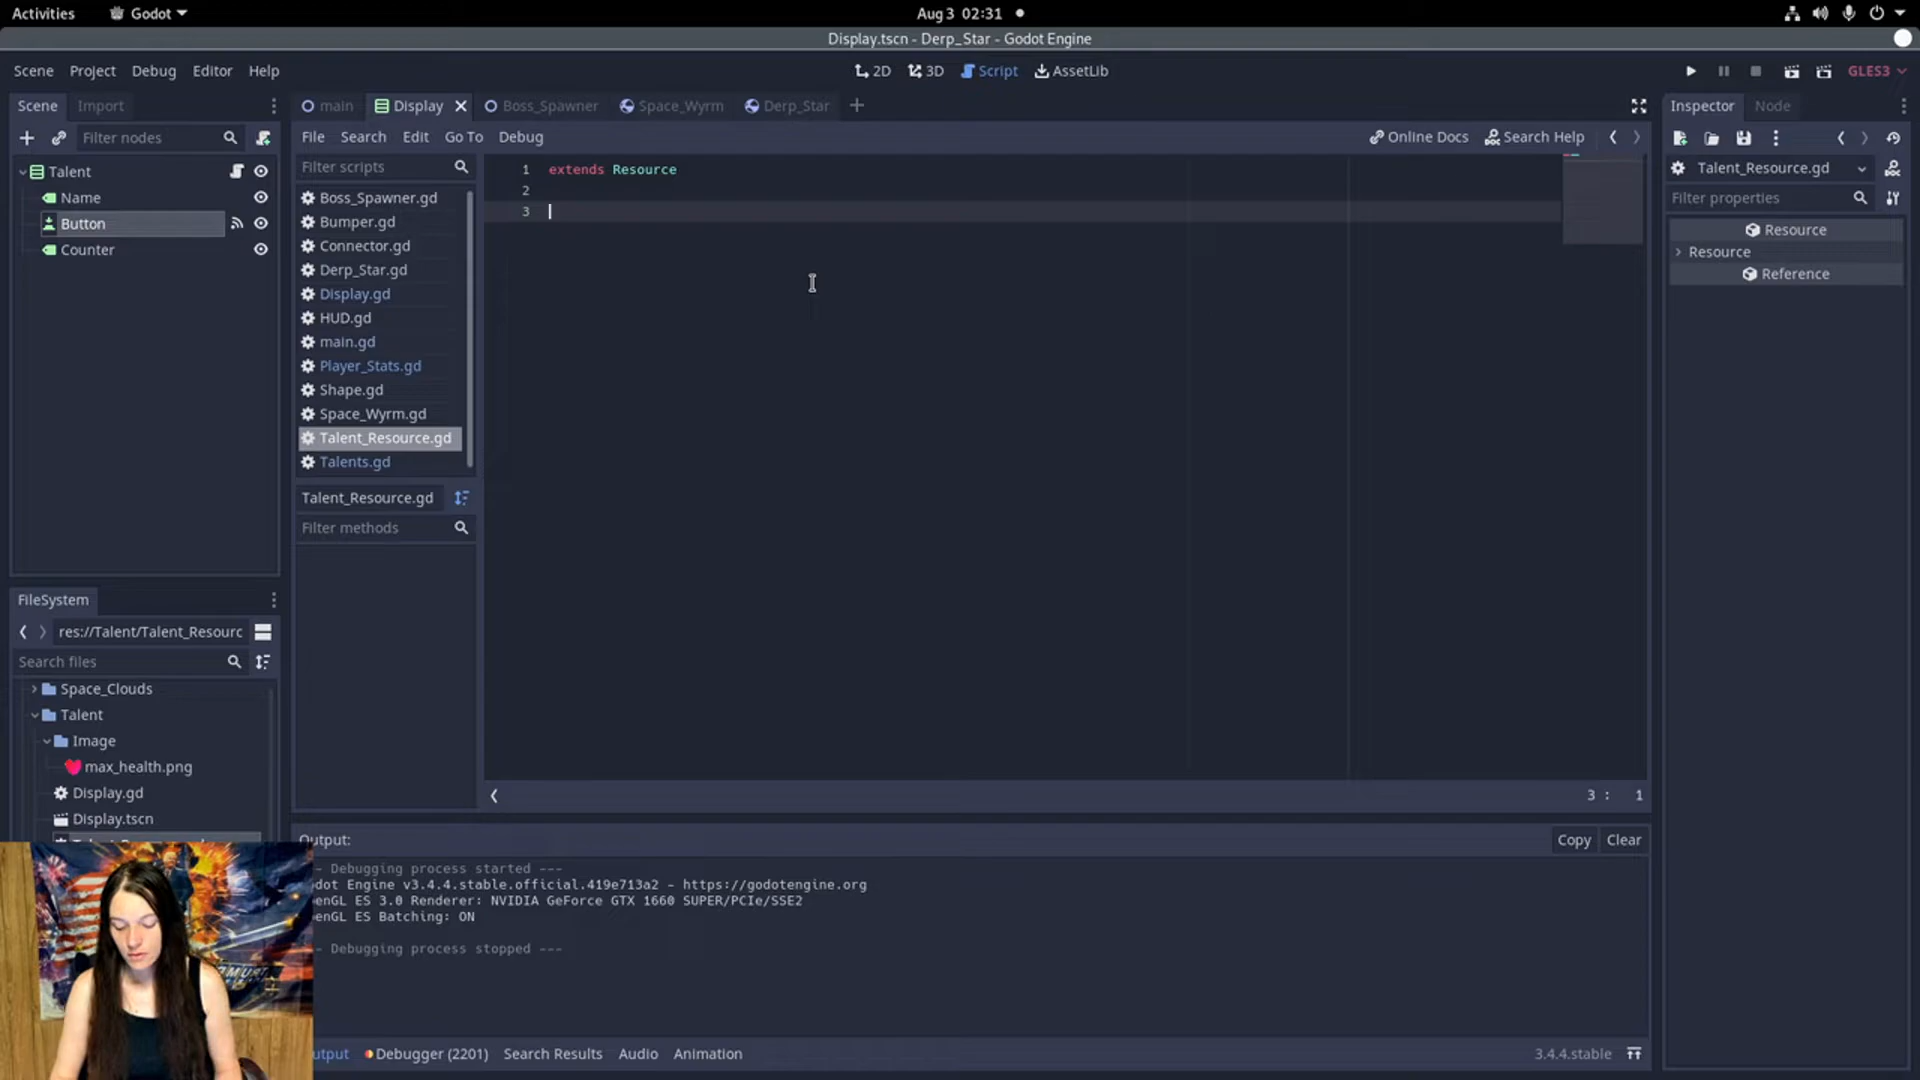 Activities Godot Aug 3 02:31
Display.tscn - Derp_Star - Godot Engine
Scene Project Debug Editor Help 2D 3D Script AssetLib GLES3
Scene Import main Display Boss_Spawner Space_Wyrm Derp_Star Inspector Node
Filter nodes File Search Edit Go To Debug Online Docs Search Help
Talent
Name
Button
Counter
Filter scripts
Boss_Spawner.gd
Bumper.gd
Connector.gd
Derp_Star.gd
Display.gd
HUD.gd
main.gd
Player_Stats.gd
Shape.gd
Space_Wyrm.gd
Talent_Resource.gd
Talents.gd
Talent_Resource.gd
Filter methods
1 extends Resource
2
3
3 : 1
Talent_Resource.gd
Filter properties
Resource
Resource
Reference
FileSystem
res://Talent/Talent_Resourc
Search files
Space_Clouds
Talent
Image
max_health.png
Display.gd
Display.tscn
Output: Copy Clear
- Debugging process started ---
odot Engine v3.4.4.stable.official.419e713a2 - https://godotengine.org
enGL ES 3.0 Renderer: NVIDIA GeForce GTX 1660 SUPER/PCIe/SSE2
enGL ES Batching: ON
- Debugging process stopped ---
utput Debugger (2201) Search Results Audio Animation 3.4.4.stable